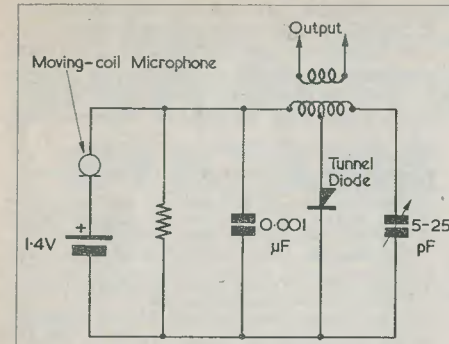 Output
Moving-coil Microphone
Tunnel
Diode
+
1·4V
0·001
µF
5-25
pF